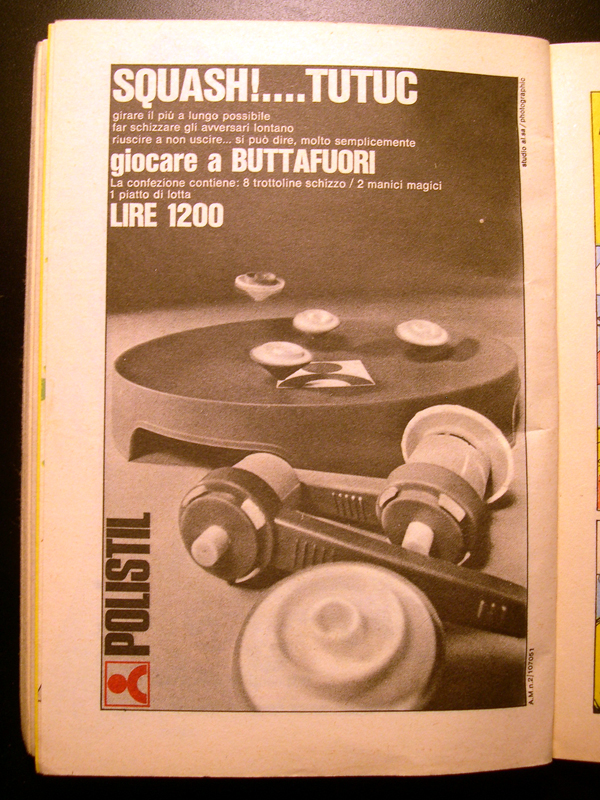 SQUASH!....TUTUC
girare il più a lungo possibile
far schizzare gli avversari lontano
riuscire a non uscire... si può dire, molto semplicemente
giocare a BUTTAFUORI
La confezione contiene: 8 trottoline schizzo / 2 manici magici
1 piatto di lotta
LIRE 1200
studio al.sa/photographic
POLISTIL
A.M. n.2/107051